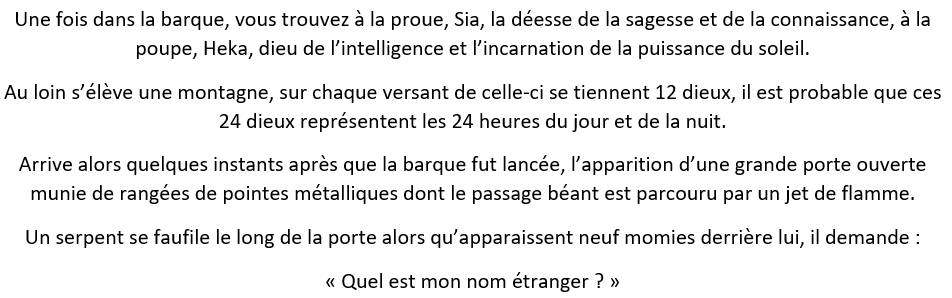 Une fois dans la barque, vous trouvez à la proue, Sia, la déesse de la sagesse et de la connaissance, à la
poupe, Heka, dieu de l’intelligence et l’incarnation de la puissance du soleil.
Au loin s’élève une montagne, sur chaque versant de celle-ci se tiennent 12 dieux, il est probable que ces
24 dieux représentent les 24 heures du jour et de la nuit.
Arrive alors quelques instants après que la barque fut lancée, l’apparition d’une grande porte ouverte
munie de rangées de pointes métalliques dont le passage béant est parcouru par un jet de flamme.
Un serpent se faufile le long de la porte alors qu’apparaissent neuf momies derrière lui, il demande :
« Quel est mon nom étranger ? »